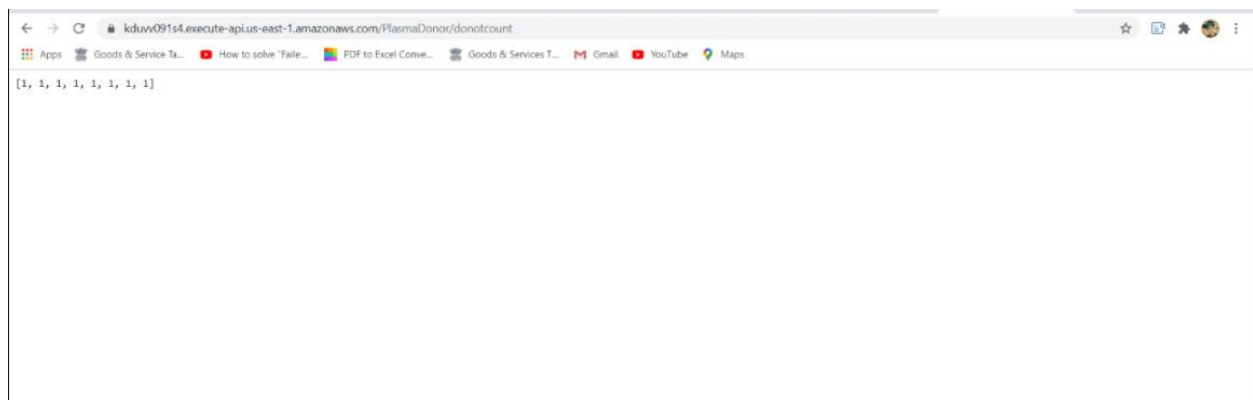 kduvv091s4.execute-api.us-east-1.amazonaws.com/PlasmaDonor/donotcount
Apps Goods & Service Ta... How to solve "Faile... PDF to Excel Conve... Goods & Services T... Gmail YouTube Maps
[1, 1, 1, 1, 1, 1, 1, 1]